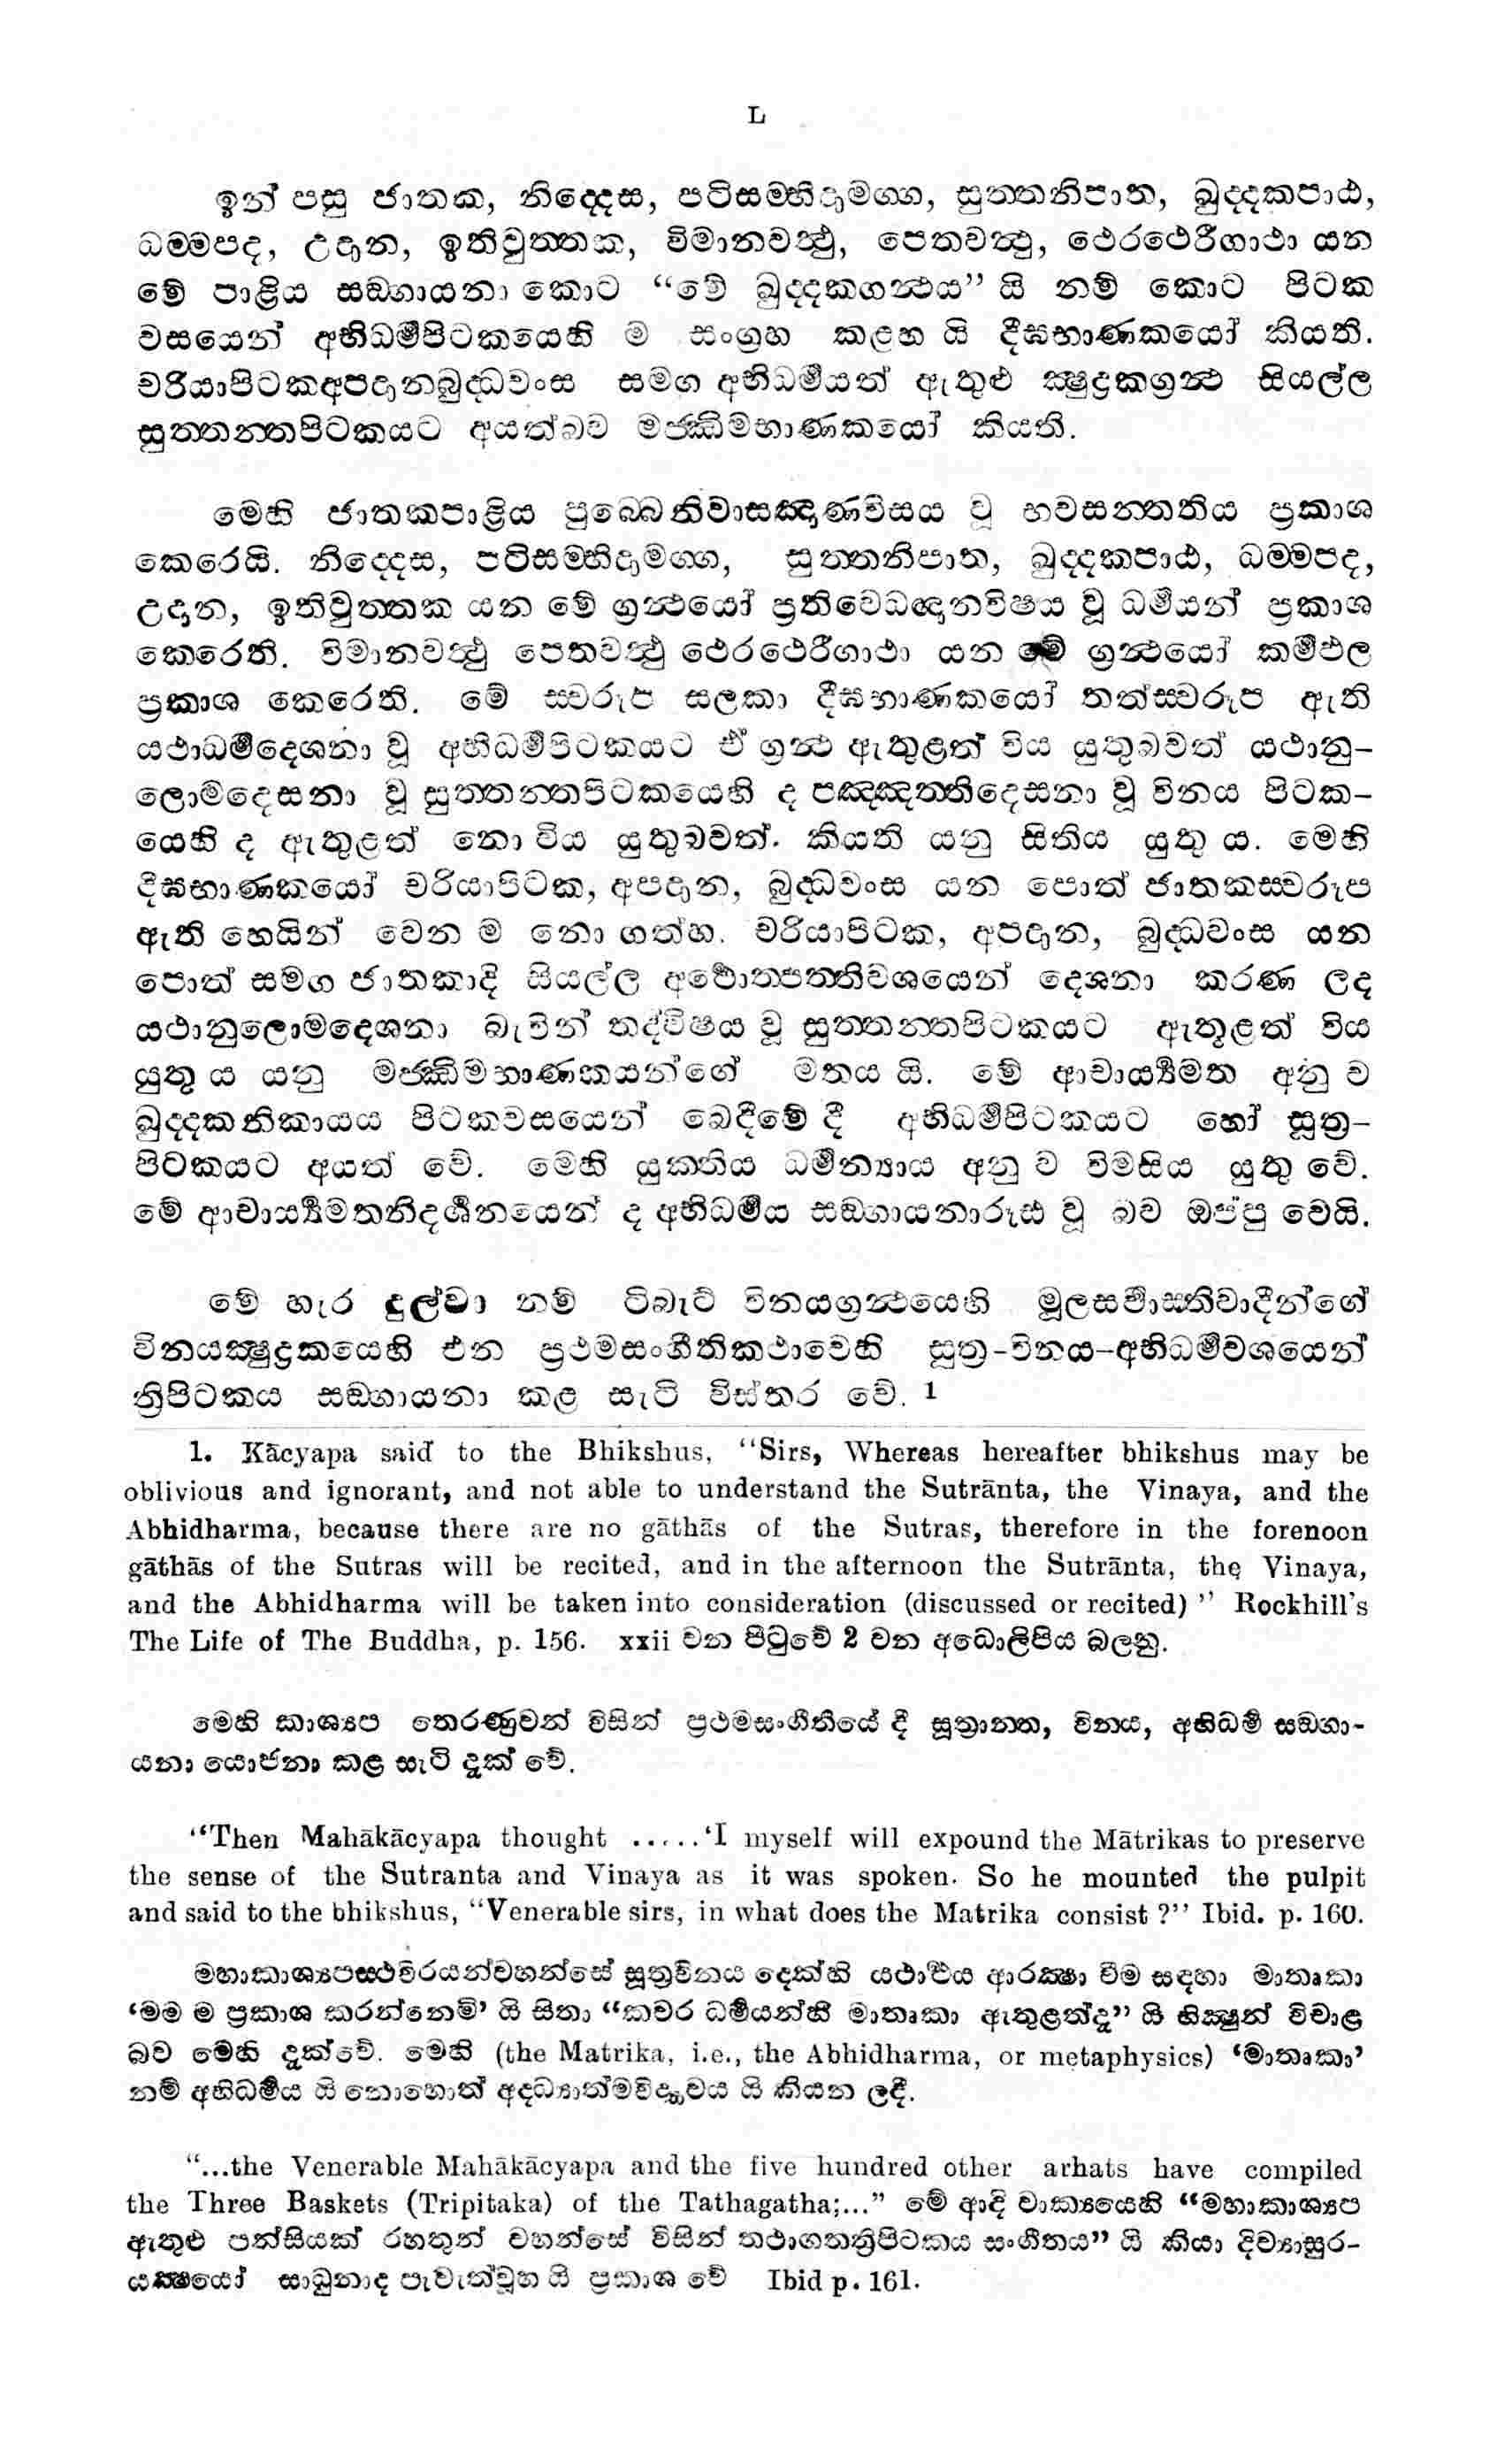 L
ඉන් පසු ජාතක, නිද්දෙස, පටිසම්භිදාමග්ග, සුත්තනිපාත, ඛුද්දකපාඨ,
ධම්මපද, උදාන, ඉතිවුත්තක, විමානවත්ථු, පෙතවත්ථු, ථෙරථෙරීගාථා යන
මේ පාළිය සඞ්ගායනා කොට “මේ ඛුද්දකගන්ථය” යි නම් කොට පිටක
වසයෙන් අභිධර්මපිටකයෙහි ම සංග්‍රහ කළහ යි දීඝභාණකයෝ කියති.
චරියාපිටකඅපදානබුද්ධවංස සමග අභිධර්මයත් ඇතුළු ක්‍ෂුද්‍රකග්‍රන්ථ සියල්ල
සුත්තන්තපිටකයට අයත්බව මජ්ඣිමභාණකයෝ කියති.
මෙහි ජාතකපාළිය පුබ්බෙනිවාසඤාණවිසය වූ භවසන්තතිය ප්‍රකාශ
කෙරෙයි. නිද්දෙස, පටිසම්භිදාමග්ග, සුත්තනිපාත, ඛුද්දකපාඨ, ධම්මපද,
උදාන, ඉතිවුත්තක යන මේ ග්‍රන්ථයෝ ප්‍රතිවෙධඥානවිෂය වූ ධර්මයන් ප්‍රකාශ
කෙරෙති. විමානවත්ථු පෙතවත්ථු ථෙරථෙරීගාථා යන මේ ග්‍රන්ථයෝ කර්මඵල
ප්‍රකාශ කෙරෙති. මේ ස්වරූප සලකා දීඝභාණකයෝ තත්ස්වරූප ඇති
යථාධර්මදෙශනා වූ අභිධර්මපිටකයට ඒ ග්‍රන්ථ ඇතුළත් විය යුතුබවත් යථානු-
ලොමදෙසනා වූ සුත්තන්තපිටකයෙහි ද පඤ්ඤත්තිදෙසනා වූ විනය පිටක-
යෙහි ද ඇතුළත් නො විය යුතුබවත්. කියති යනු සිතිය යුතු ය. මෙහි
දීඝභාණකයෝ චරියාපිටක, අපදාන, බුද්ධවංස යන පොත් ජාතකස්වරූප
ඇති හෙයින් වෙන ම නො ගත්හ. චරියාපිටක, අපදාන, බුද්ධවංස යන
පොත් සමග ජාතකාදි සියල්ල අර්ථොත්පත්තිවශයෙන් දෙශනා කරණ ලද
යථානුලොමදෙශනා බැවින් තද්විෂය වූ සුත්තන්තපිටකයට ඇතුළත් විය
යුතු ය යනු මජ්ඣිමභාණකයන්ගේ මතය යි. මේ ආචාර්‍ය්‍යමත අනු ව
ඛුද්දකනිකායය පිටකවසයෙන් බෙදීමේ දී අභිධර්මපිටකයට හෝ සූත්‍ර-
පිටකයට අයත් වේ. මෙහි යුක්තිය ධර්මන්‍යාය අනු ව විමසිය යුතු වේ.
මේ ආචාර්‍ය්‍යමතනිදර්ශනයෙන් ද අභිධර්මය සඞ්ගායනාරූඪ වූ බව ඔප්පු වෙයි.
මේ හැර දුල්වා නම් ටිබැට් විනයග්‍රන්ථයෙහි මූලසර්වාස්තිවාදීන්ගේ
විනයක්‍ෂුද්‍රකයෙහි එන ප්‍රථමසංගීතිකථාවෙහි සූත්‍ර-විනය-අභිධර්මවශයෙන්
ත්‍රිපිටකය සඞ්ගායනා කළ සැටි විස්තර වේ. 1
1. Kācyapa said to the Bhikshus, “Sirs, Whereas hereafter bhikshus may be
oblivious and ignorant, and not able to understand the Sutrānta, the Vinaya, and the
Abhidharma, because there are no gāthās of the Sutras, therefore in the forenoon
gāthās of the Sutras will be recited, and in the afternoon the Sutrānta, the Vinaya,
and the Abhidharma will be taken into consideration (discussed or recited) ” Rockhill's
The Life of The Buddha, p. 156. xxii වන පිටුවේ 2 වන අධොලිපිය බලනු.
මෙහි කාශ්‍යප තෙරණුවන් විසින් ප්‍රථමසංගීතියේ දී සූත්‍රාන්ත, විනය, අභිධර්ම සඞ්ගා-
යනා යොජනා කළ සැටි දැක් වේ.
“Then Mahākācyapa thought ......‘I myself will expound the Mātrikas to preserve
the sense of the Sutranta and Vinaya as it was spoken. So he mounted the pulpit
and said to the bhikshus, “Venerable sirs, in what does the Matrika consist ?” Ibid. p. 160.
මහාකාශ්‍යපස්ථවිරයන්වහන්සේ සූත්‍රවිනය දෙක්හි යථාර්ථය ආරක්‍ෂා වීම සඳහා මාතෘකා
‘මම ම ප්‍රකාශ කරන්නෙමි’ යි සිතා “කවර ධර්මයන්හි මාතෘකා ඇතුළත්ද” යි භික්‍ෂූන් විචාළ
බව මෙහි දැක්වේ. මෙහි (the Matrika, i.e., the Abhidharma, or metaphysics) ‘මාතෘකා’
නම් අභිධර්මය යි නොහොත් අදධ්‍යාත්මවිද්‍යාවය යි කියන ලදී.
“...the Venerable Mahākācyapa and the five hundred other arhats have compiled
the Three Baskets (Tripitaka) of the Tathagatha;...” මේ ආදි වාක්‍යයෙහි “මහාකාශ්‍යප
ඇතුළු පන්සියක් රහතුන් වහන්සේ විසින් තථාගතත්‍රිපිටකය සංගීතය” යි කියා දිව්‍යාසුර-
යක්‍ෂයෝ සාධුනාද පැවැත්වූහ යි ප්‍රකාශ වේ Ibid p. 161.